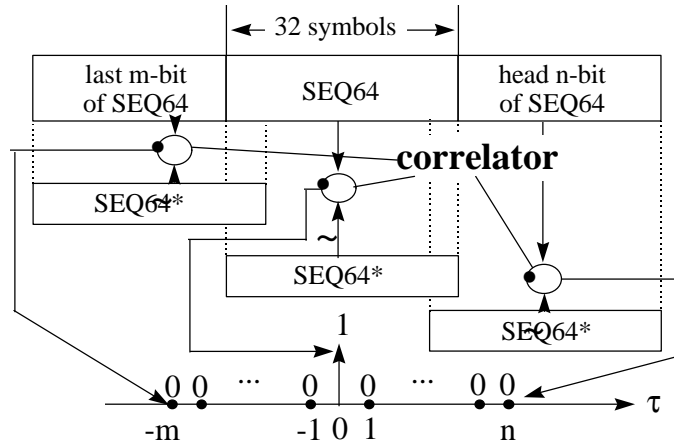 32 symbols
last m-bit
of SEQ64
SEQ64
head n-bit
of SEQ64
correlator
SEQ64*
~
SEQ64*
~
SEQ64*
~
1
0 0 ... 0 0 ... 0 0 τ
-m -1 0 1 n